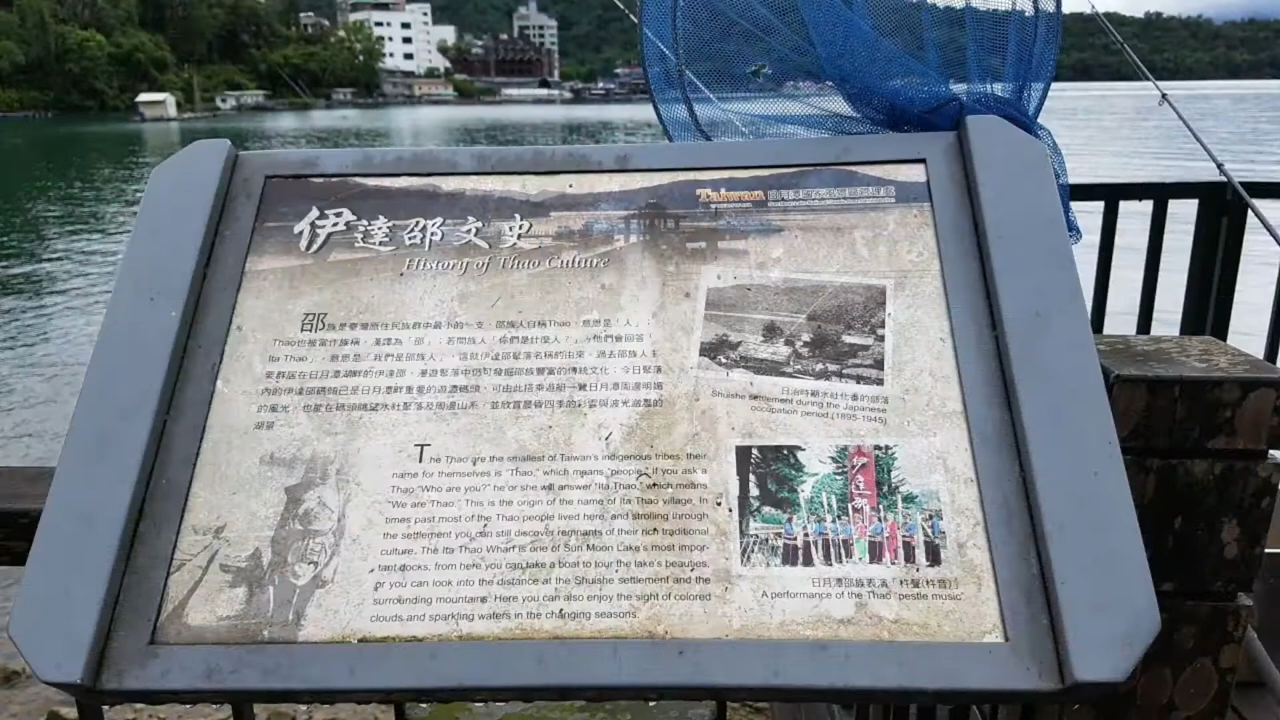 Taiwan 日月潭國家風景區管理處
伊達邵文史
History of Thao Culture
邵族是臺灣原住民族群中最小的一支，邵族人自稱Thao，意思是「人」；
Thao也被當作族稱，漢譯為「邵」；若問族人「你們是什麼人？」，他們會回答「
Ita Thao」，意思是「我們是邵族人」，這就伊達邵聚落名稱的由來。過去邵族人主
要群居在日月潭湖畔的伊達邵，漫遊聚落中仍可發掘邵族豐富的傳統文化；今日聚落
內的伊達邵碼頭已是日月潭畔重要的遊湖碼頭，可由此搭乘遊艇一覽日月潭周邊明媚
的風光，也能在碼頭眺望水社聚落及周邊山系，並欣賞晨昏四季的彩雲與波光瀲灩的
湖景
The Thao are the smallest of Taiwan's indigenous tribes; their
name for themselves is "Thao," which means "people." If you ask a
Thao "Who are you?" he or she will answer "Ita Thao," which means
"We are Thao." This is the origin of the name of Ita Thao village. In
times past most of the Thao people lived here, and strolling through
the settlement you can still discover remnants of their rich traditional
culture. The Ita Thao Wharf is one of Sun Moon Lake's most impor-
tant docks; from here you can take a boat to tour the lake's beauties,
or you can look into the distance at the Shuishe settlement and the
surrounding mountains. Here you can also enjoy the sight of colored
clouds and sparkling waters in the changing seasons.
日治時期水社化番的部落
Shuishe settlement during the Japanese
occupation period (1895-1945)
伊達邵
日月潭邵族表演「杵聲(杵音)」
A performance of the Thao "pestle music"